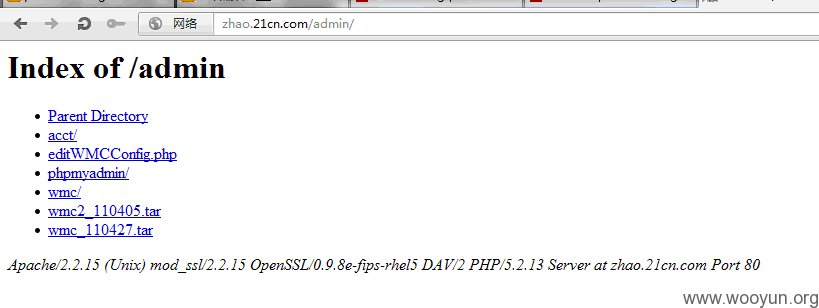 网络 zhao.21cn.com/admin/
Index of /admin
Parent Directory
acct/
editWMCConfig.php
phpmyadmin/
wmc/
wmc2_110405.tar
wmc_110427.tar
Apache/2.2.15 (Unix) mod_ssl/2.2.15 OpenSSL/0.9.8e-fips-rhel5 DAV/2 PHP/5.2.13 Server at zhao.21cn.com Port 80
www.wooyun.org